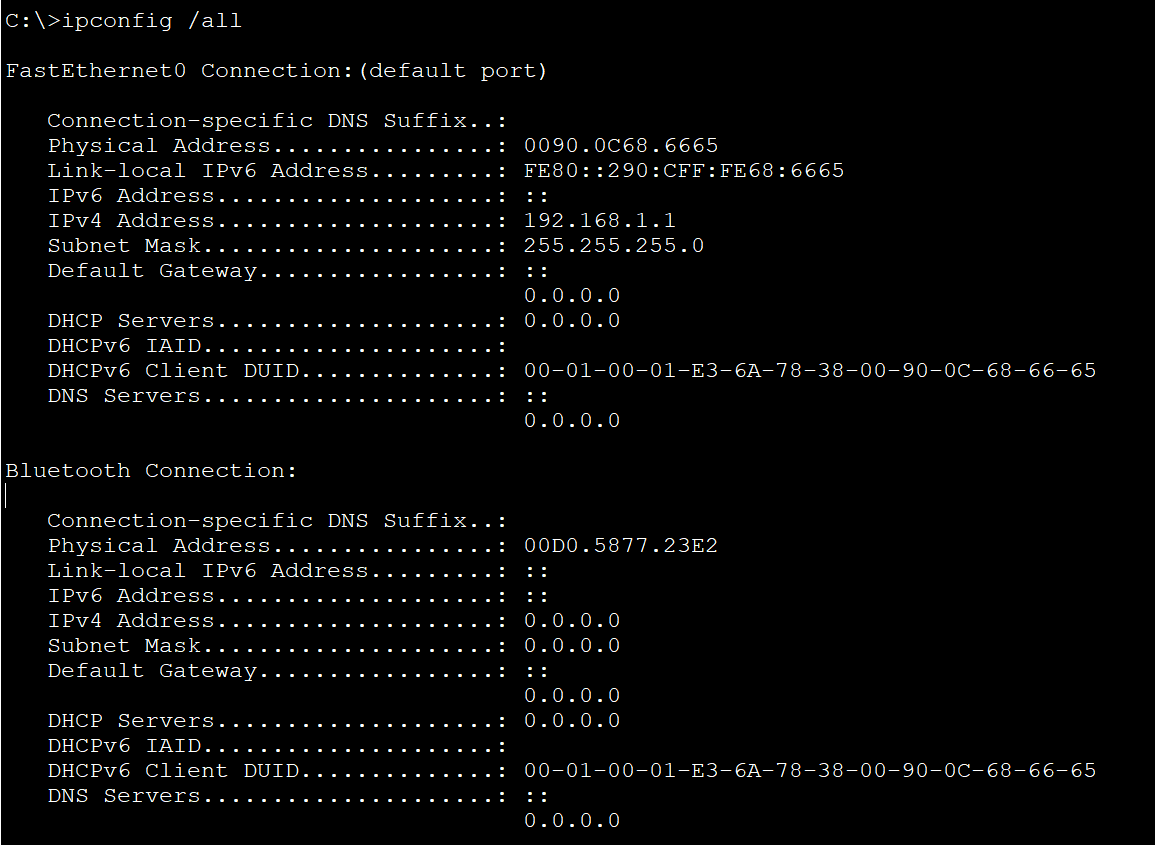 C:\>ipconfig /all
FastEthernet0 Connection:(default port)
Connection-specific DNS Suffix..:
Physical Address................: 0090.0C68.6665
Link-local IPv6 Address.........: FE80::290:CFF:FE68:6665
IPv6 Address....................: ::
IPv4 Address....................: 192.168.1.1
Subnet Mask.....................: 255.255.255.0
Default Gateway.................: ::
0.0.0.0
DHCP Servers....................: 0.0.0.0
DHCPv6 IAID.....................:
DHCPv6 Client DUID..............: 00-01-00-01-E3-6A-78-38-00-90-0C-68-66-65
DNS Servers.....................: ::
0.0.0.0
Bluetooth Connection:
Connection-specific DNS Suffix..:
Physical Address................: 00D0.5877.23E2
Link-local IPv6 Address.........: ::
IPv6 Address....................: ::
IPv4 Address....................: 0.0.0.0
Subnet Mask.....................: 0.0.0.0
Default Gateway.................: ::
0.0.0.0
DHCP Servers....................: 0.0.0.0
DHCPv6 IAID.....................:
DHCPv6 Client DUID..............: 00-01-00-01-E3-6A-78-38-00-90-0C-68-66-65
DNS Servers.....................: ::
0.0.0.0